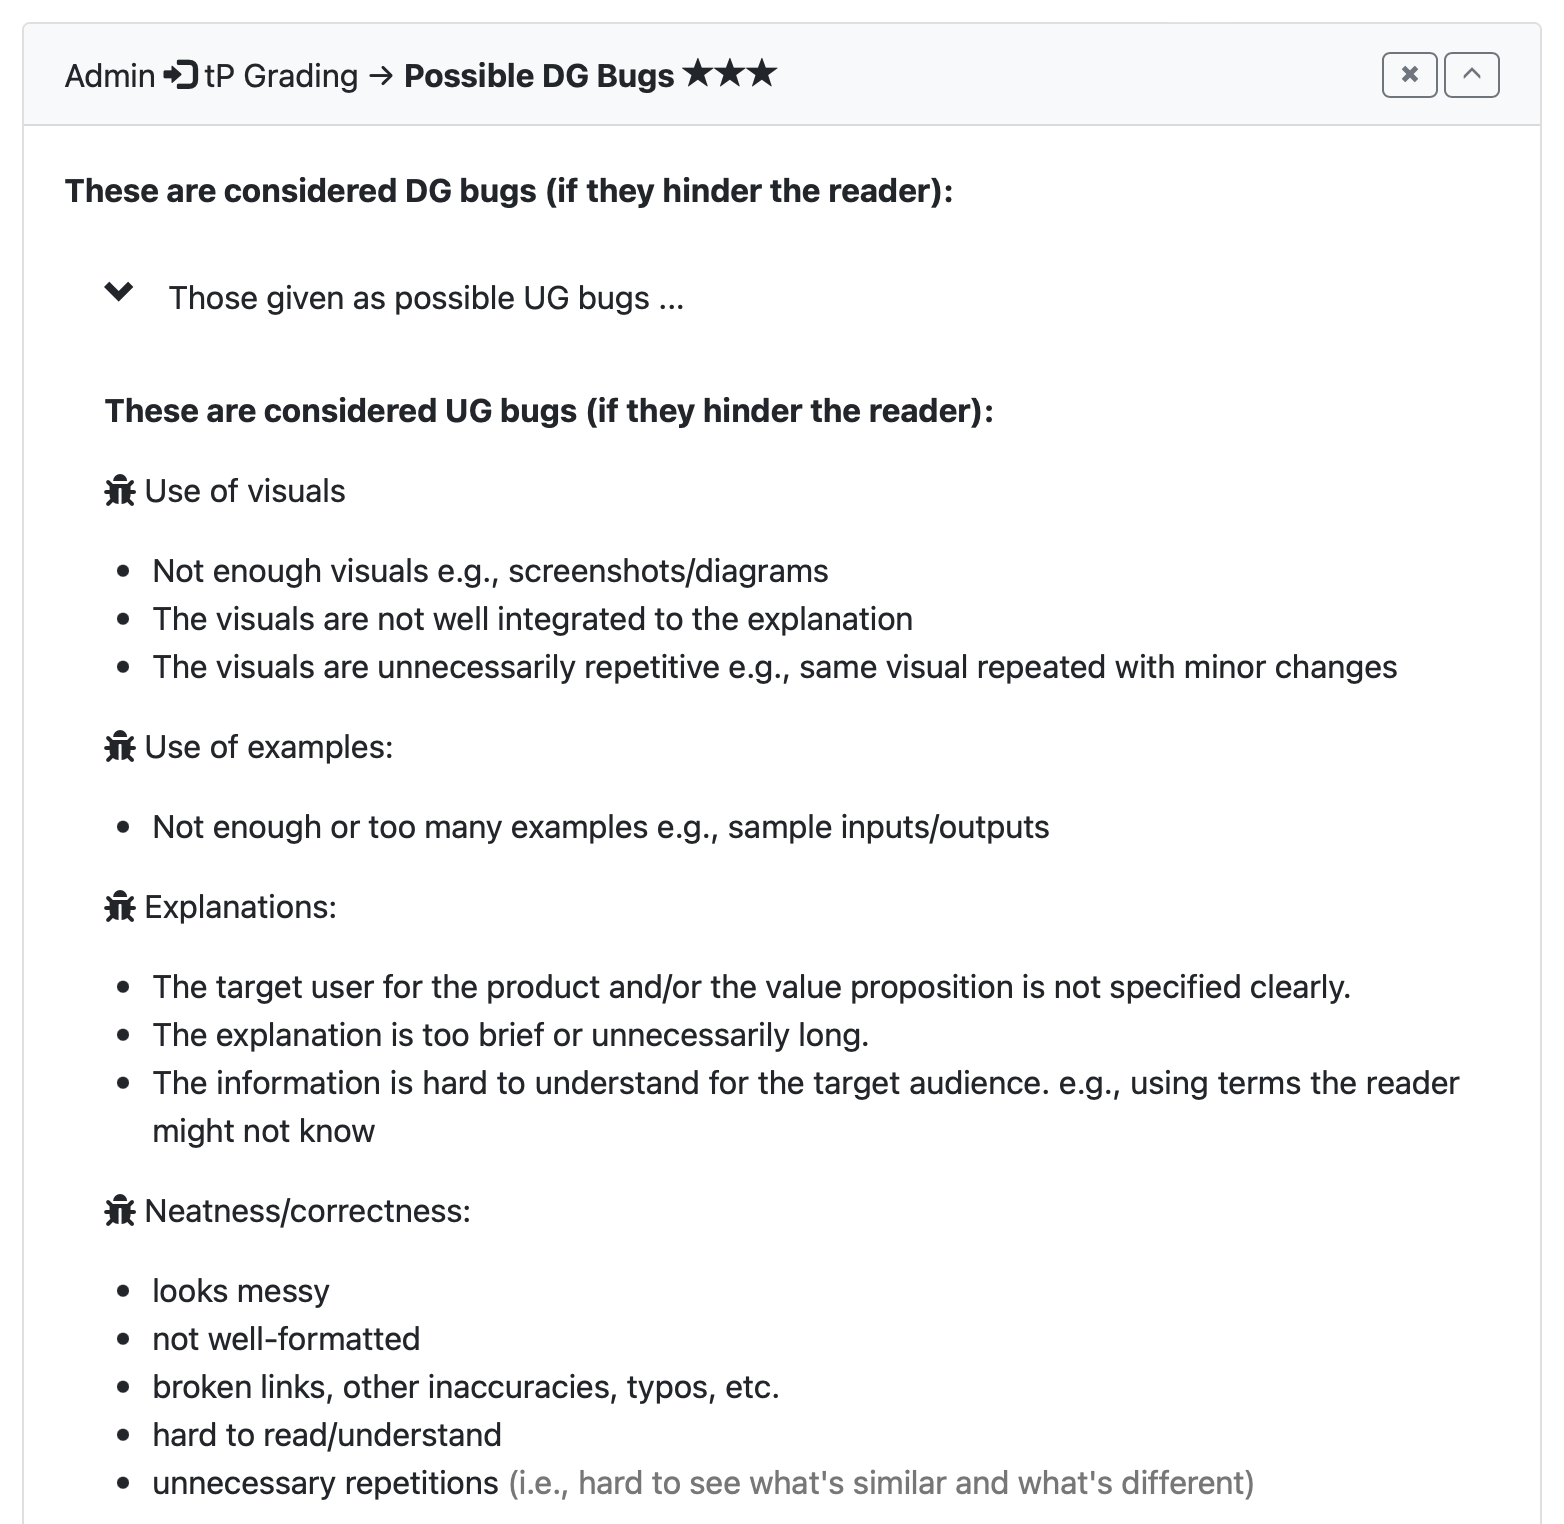 Admin tP Grading → Possible DG Bugs ★★★
These are considered DG bugs (if they hinder the reader):
Those given as possible UG bugs ...
These are considered UG bugs (if they hinder the reader):
Use of visuals
• Not enough visuals e.g., screenshots/diagrams
• The visuals are not well integrated to the explanation
• The visuals are unnecessarily repetitive e.g., same visual repeated with minor changes
Use of examples:
• Not enough or too many examples e.g., sample inputs/outputs
Explanations:
• The target user for the product and/or the value proposition is not specified clearly.
• The explanation is too brief or unnecessarily long.
• The information is hard to understand for the target audience. e.g., using terms the reader
might not know
Neatness/correctness:
• looks messy
• not well-formatted
• broken links, other inaccuracies, typos, etc.
• hard to read/understand
• unnecessary repetitions (i.e., hard to see what's similar and what's different)